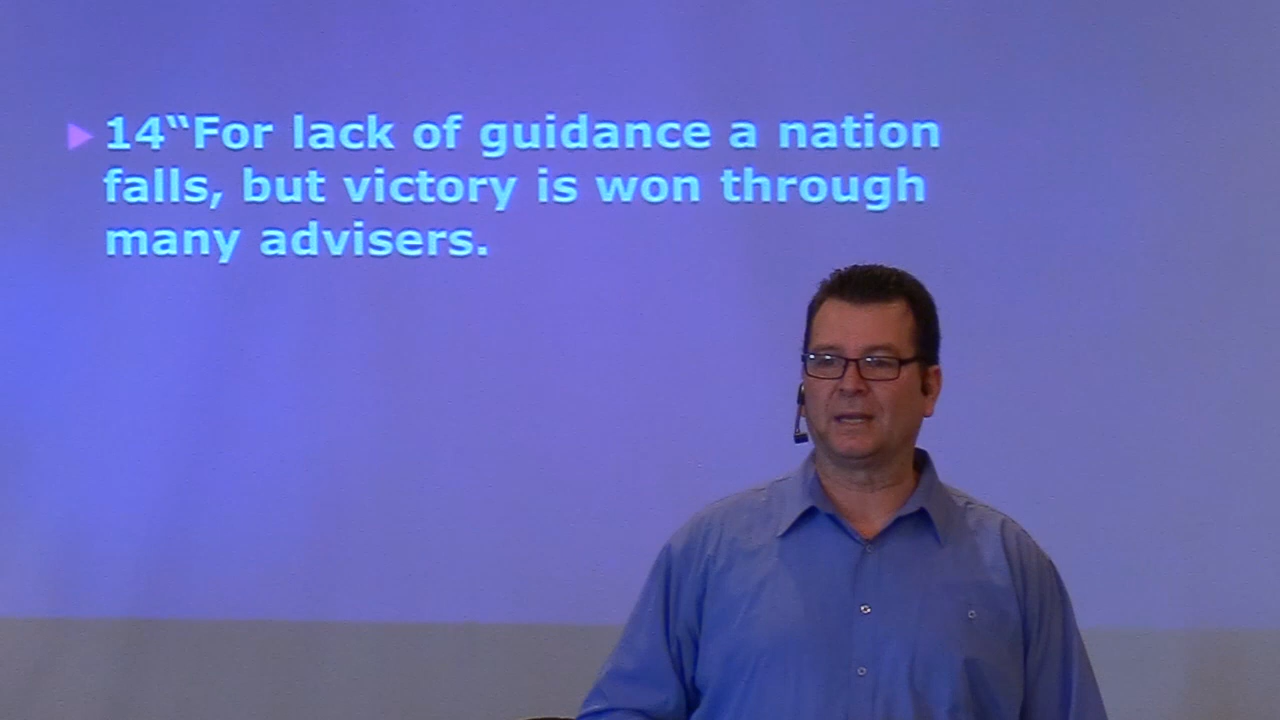 14“For lack of guidance a nation
falls, but victory is won through
many advisers.